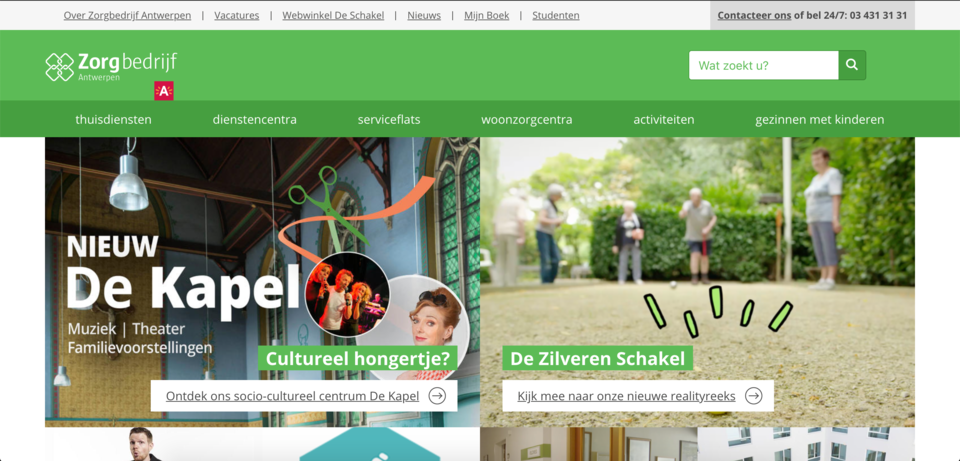 Over Zorgbedrijf Antwerpen | Vacatures | Webwinkel De Schakel | Nieuws | Mijn Boek | Studenten
Contacteer ons of bel 24/7: 03 431 31 31
Zorgbedrijf
Antwerpen
A
Wat zoekt u?
thuisdiensten
dienstencentra
serviceflats
woonzorgcentra
activiteiten
gezinnen met kinderen
NIEUW
De Kapel
Muziek | Theater
Familievoorstellingen
Cultureel hongertje?
Ontdek ons socio-cultureel centrum De Kapel
De Zilveren Schakel
Kijk mee naar onze nieuwe realityreeks